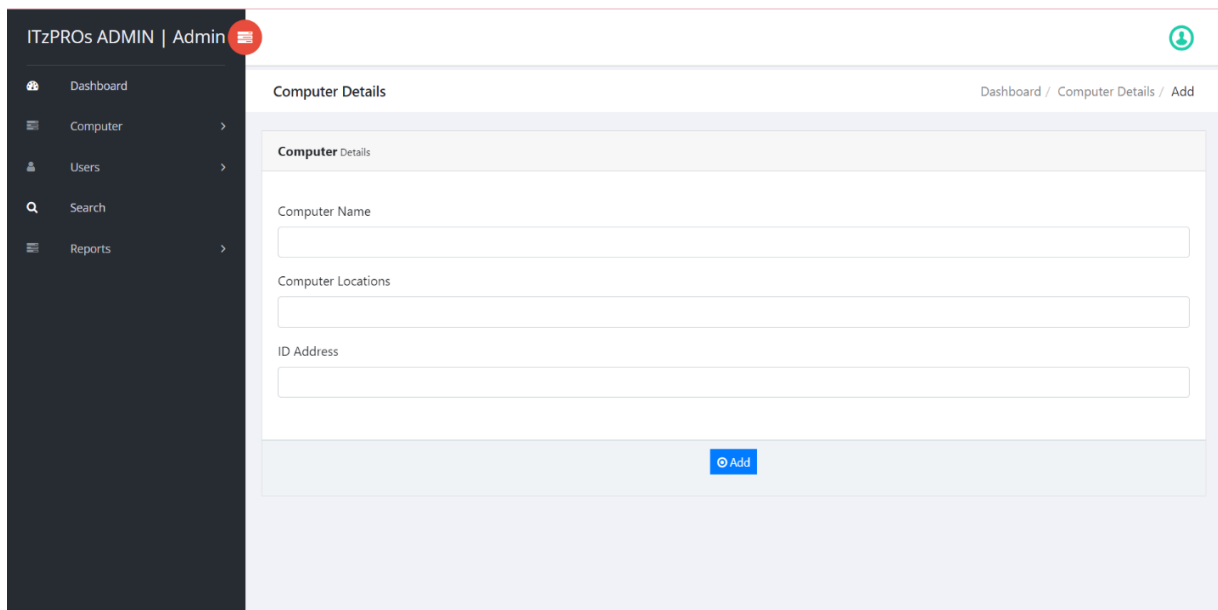 ITzPROs ADMIN | Admin
Dashboard
Computer
Users
Search
Reports
Computer Details
Dashboard / Computer Details / Add
Computer Details
Computer Name
Computer Locations
ID Address
Add